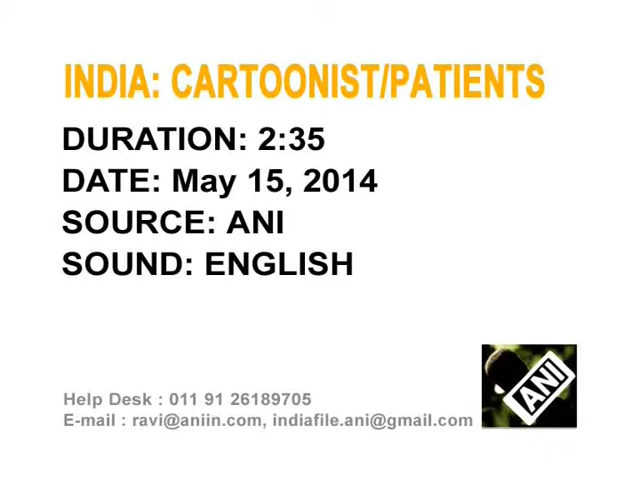 INDIA: CARTOONIST/PATIENTS
DURATION: 2:35
DATE: May 15, 2014
SOURCE: ANI
SOUND: ENGLISH
Help Desk : 011 91 26189705
E-mail : ravi@aniin.com, indiafile.ani@gmail.com
ANI